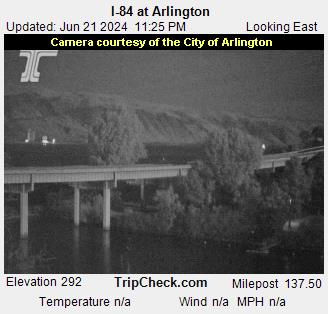 I-84 at Arlington
Updated: Jun 21 2024 11:25 PM Looking East
Camera courtesy of the City of Arlington
Elevation 292 TripCheck.com Milepost 137.50
Temperature n/a Wind n/a MPH n/a